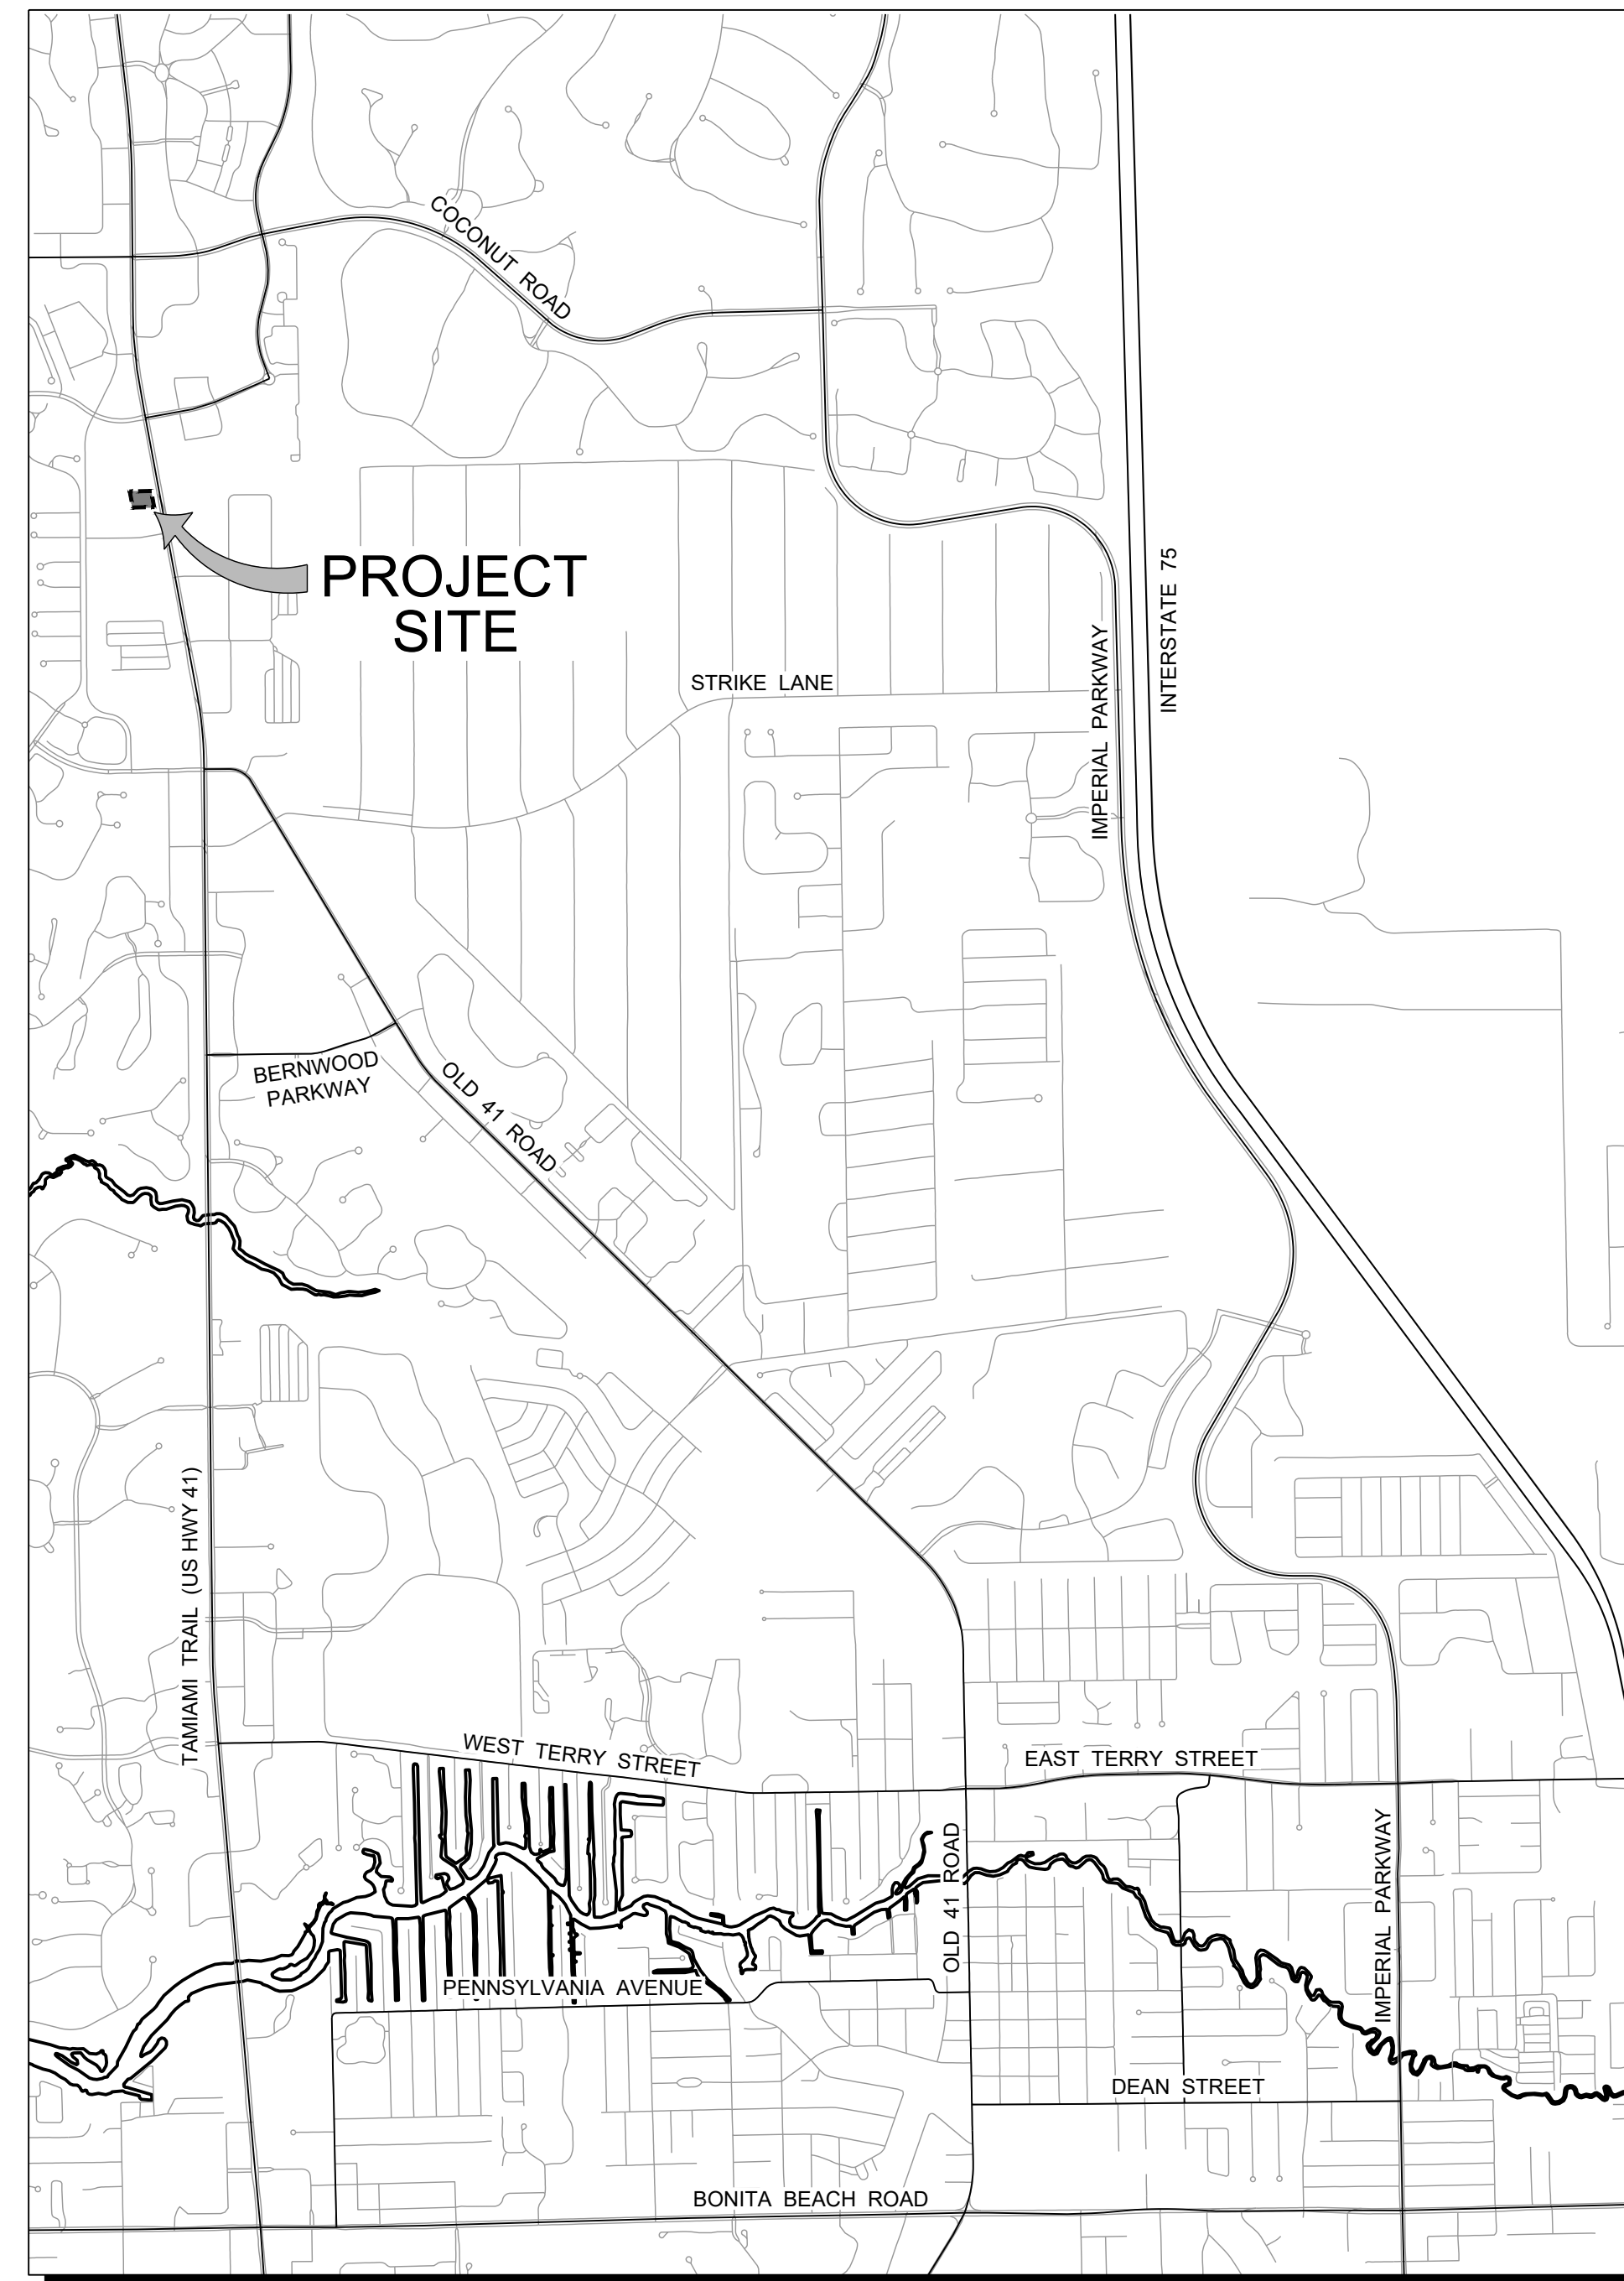 COCONUT ROAD
PROJECT
SITE
INTERSTATE 75
IMPERIAL PARKWAY
STRIKE LANE
BERNWOOD
PARKWAY
OLD 41 ROAD
TAMIAMI TRAIL (US HWY 41)
WEST TERRY STREET
EAST TERRY STREET
OLD 41 ROAD
IMPERIAL PARKWAY
PENNSYLVANIA AVENUE
DEAN STREET
BONITA BEACH ROAD